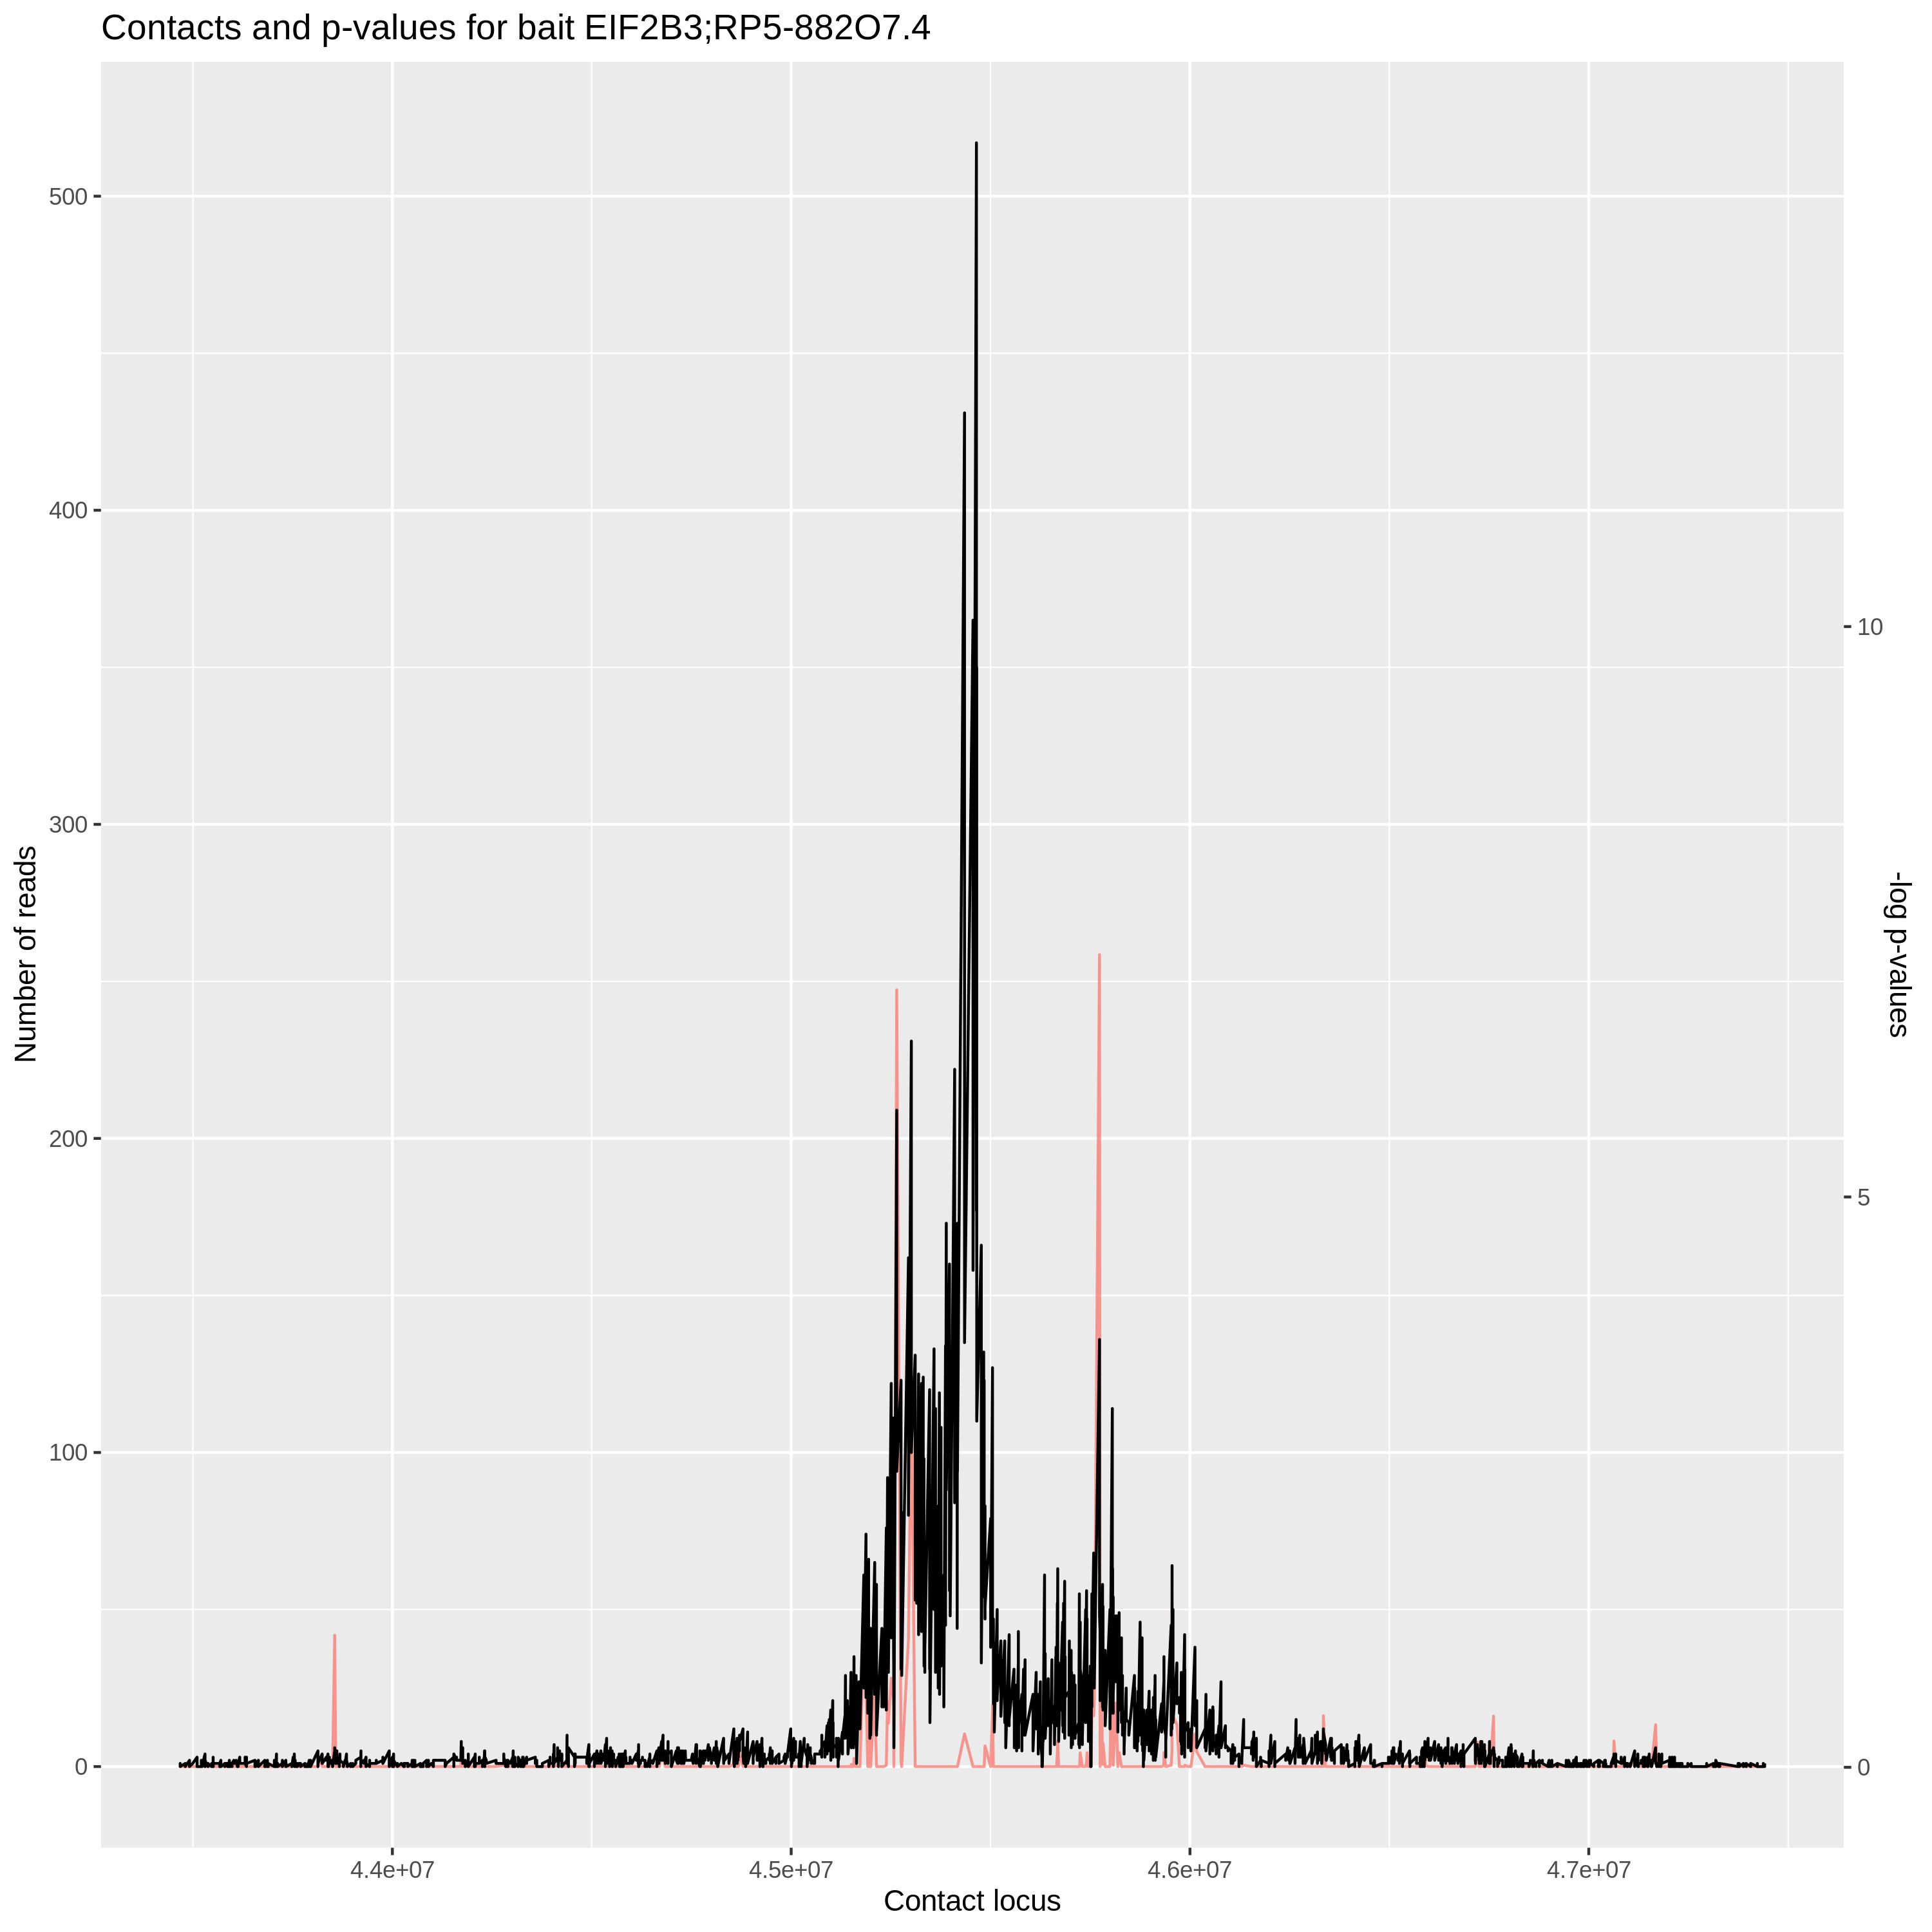 Contacts and p-values for bait EIF2B3;RP5-882O7.4
500
400
300
200
100
0
Number of reads
10
5
0
-log p-values
4.4e+07
4.5e+07
4.6e+07
4.7e+07
Contact locus